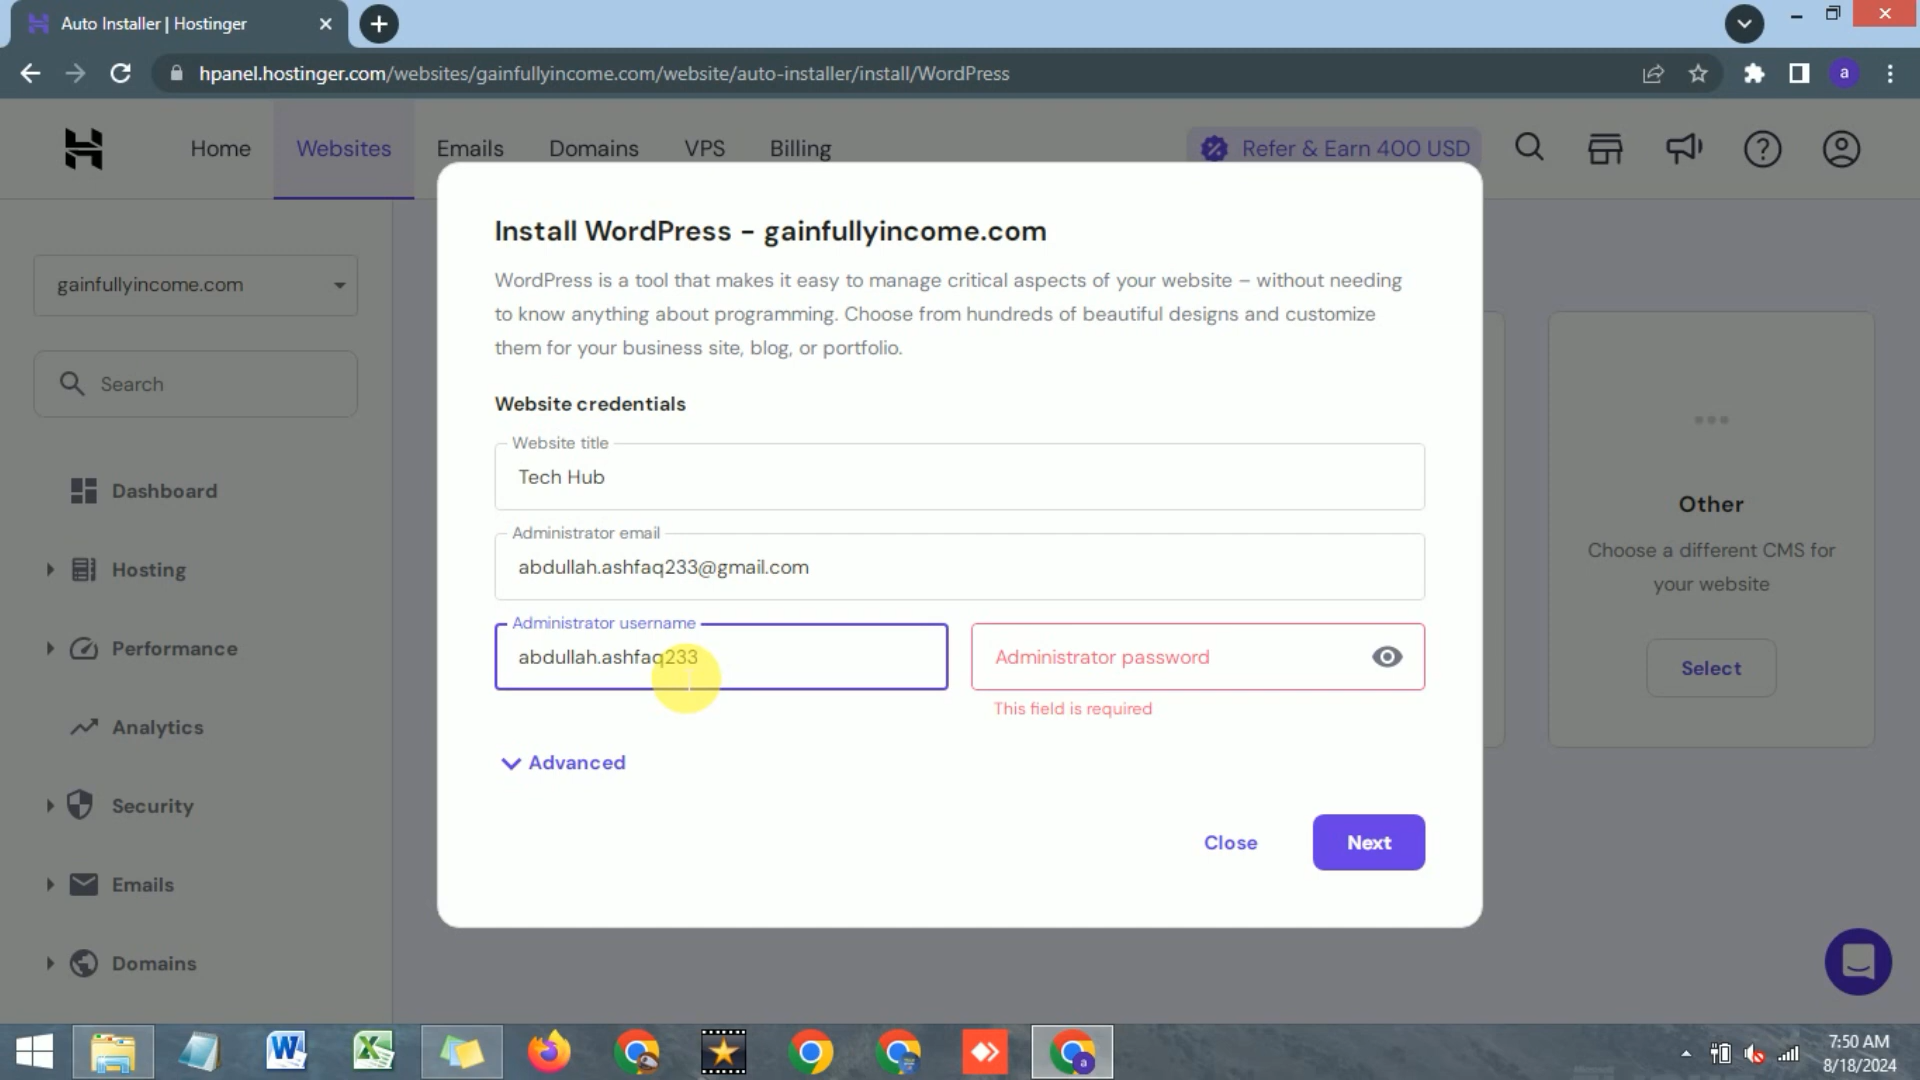 Auto Installer | Hostinger
hpanel.hostinger.com/websites/gainfullyincome.com/website/auto-installer/install/WordPress
a
Home
Websites
Emails
Domains
VPS
Billing
Refer & Earn 400 USD
gainfullyincome.com
Search
Dashboard
Hosting
Performance
Analytics
Security
Emails
Domains
Install WordPress - gainfullyincome.com
WordPress is a tool that makes it easy to manage critical aspects of your website – without needing
to know anything about programming. Choose from hundreds of beautiful designs and customize
them for your business site, blog, or portfolio.
Website credentials
Website title
Tech Hub
Administrator email
abdullah.ashfaq233@gmail.com
Administrator username
abdullah.ashfaq233
Administrator password
This field is required
Advanced
Close
Next
Other
Choose a different CMS for
your website
Select
7:50 AM
8/18/2024